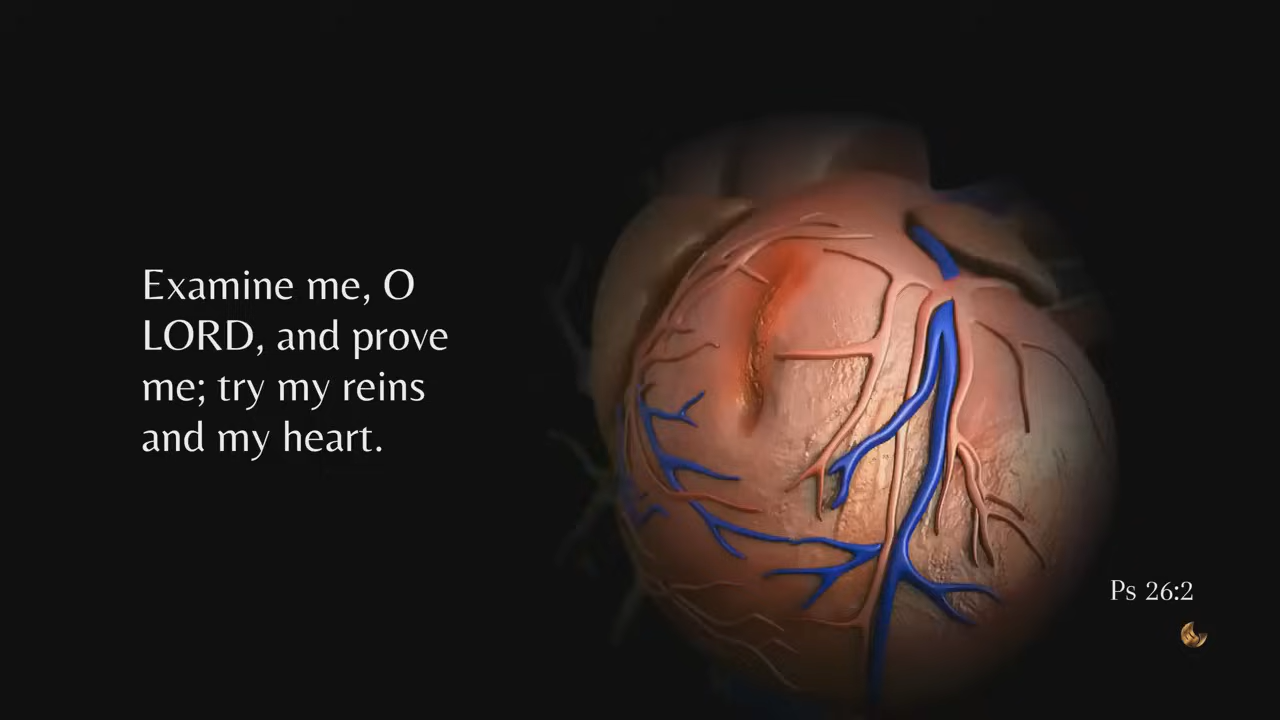 Examine me, O
LORD, and prove
me; try my reins
and my heart.
Ps 26:2